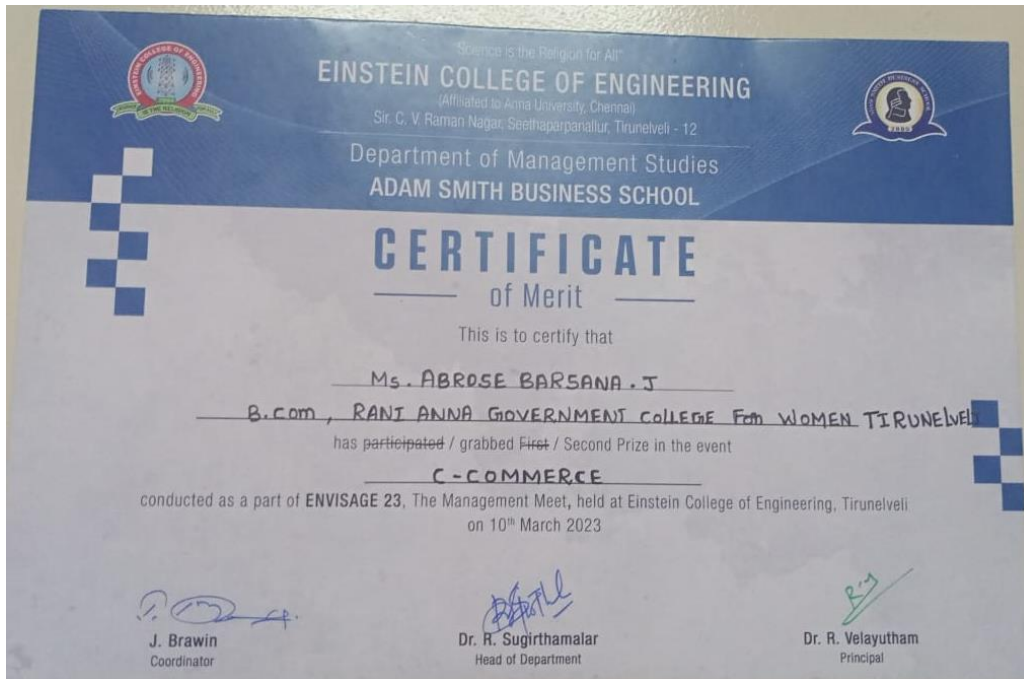 Science is the Religion for All"
EINSTEIN COLLEGE OF ENGINEERING
(Affiliated to Anna University, Chennai)
Sir. C. V. Raman Nagar, Seethaparpanallur, Tirunelveli - 12
Department of Management Studies
ADAM SMITH BUSINESS SCHOOL
EINSTEIN COLLEGE OF ENGINEERING
CERTIFICATE
of Merit
This is to certify that
Ms. ABROSE BARSANA. J
B.com, RANI ANNA GOVERNMENT COLLEGE FOR WOMEN TIRUNELVELI
has participated / grabbed First / Second Prize in the event
C-COMMERCE
conducted as a part of ENVISAGE 23, The Management Meet, held at Einstein College of Engineering, Tirunelveli
on 10th March 2023
J. Brawin
Coordinator
Dr. R. Sugirthamalar
Head of Department
Dr. R. Velayutham
Principal